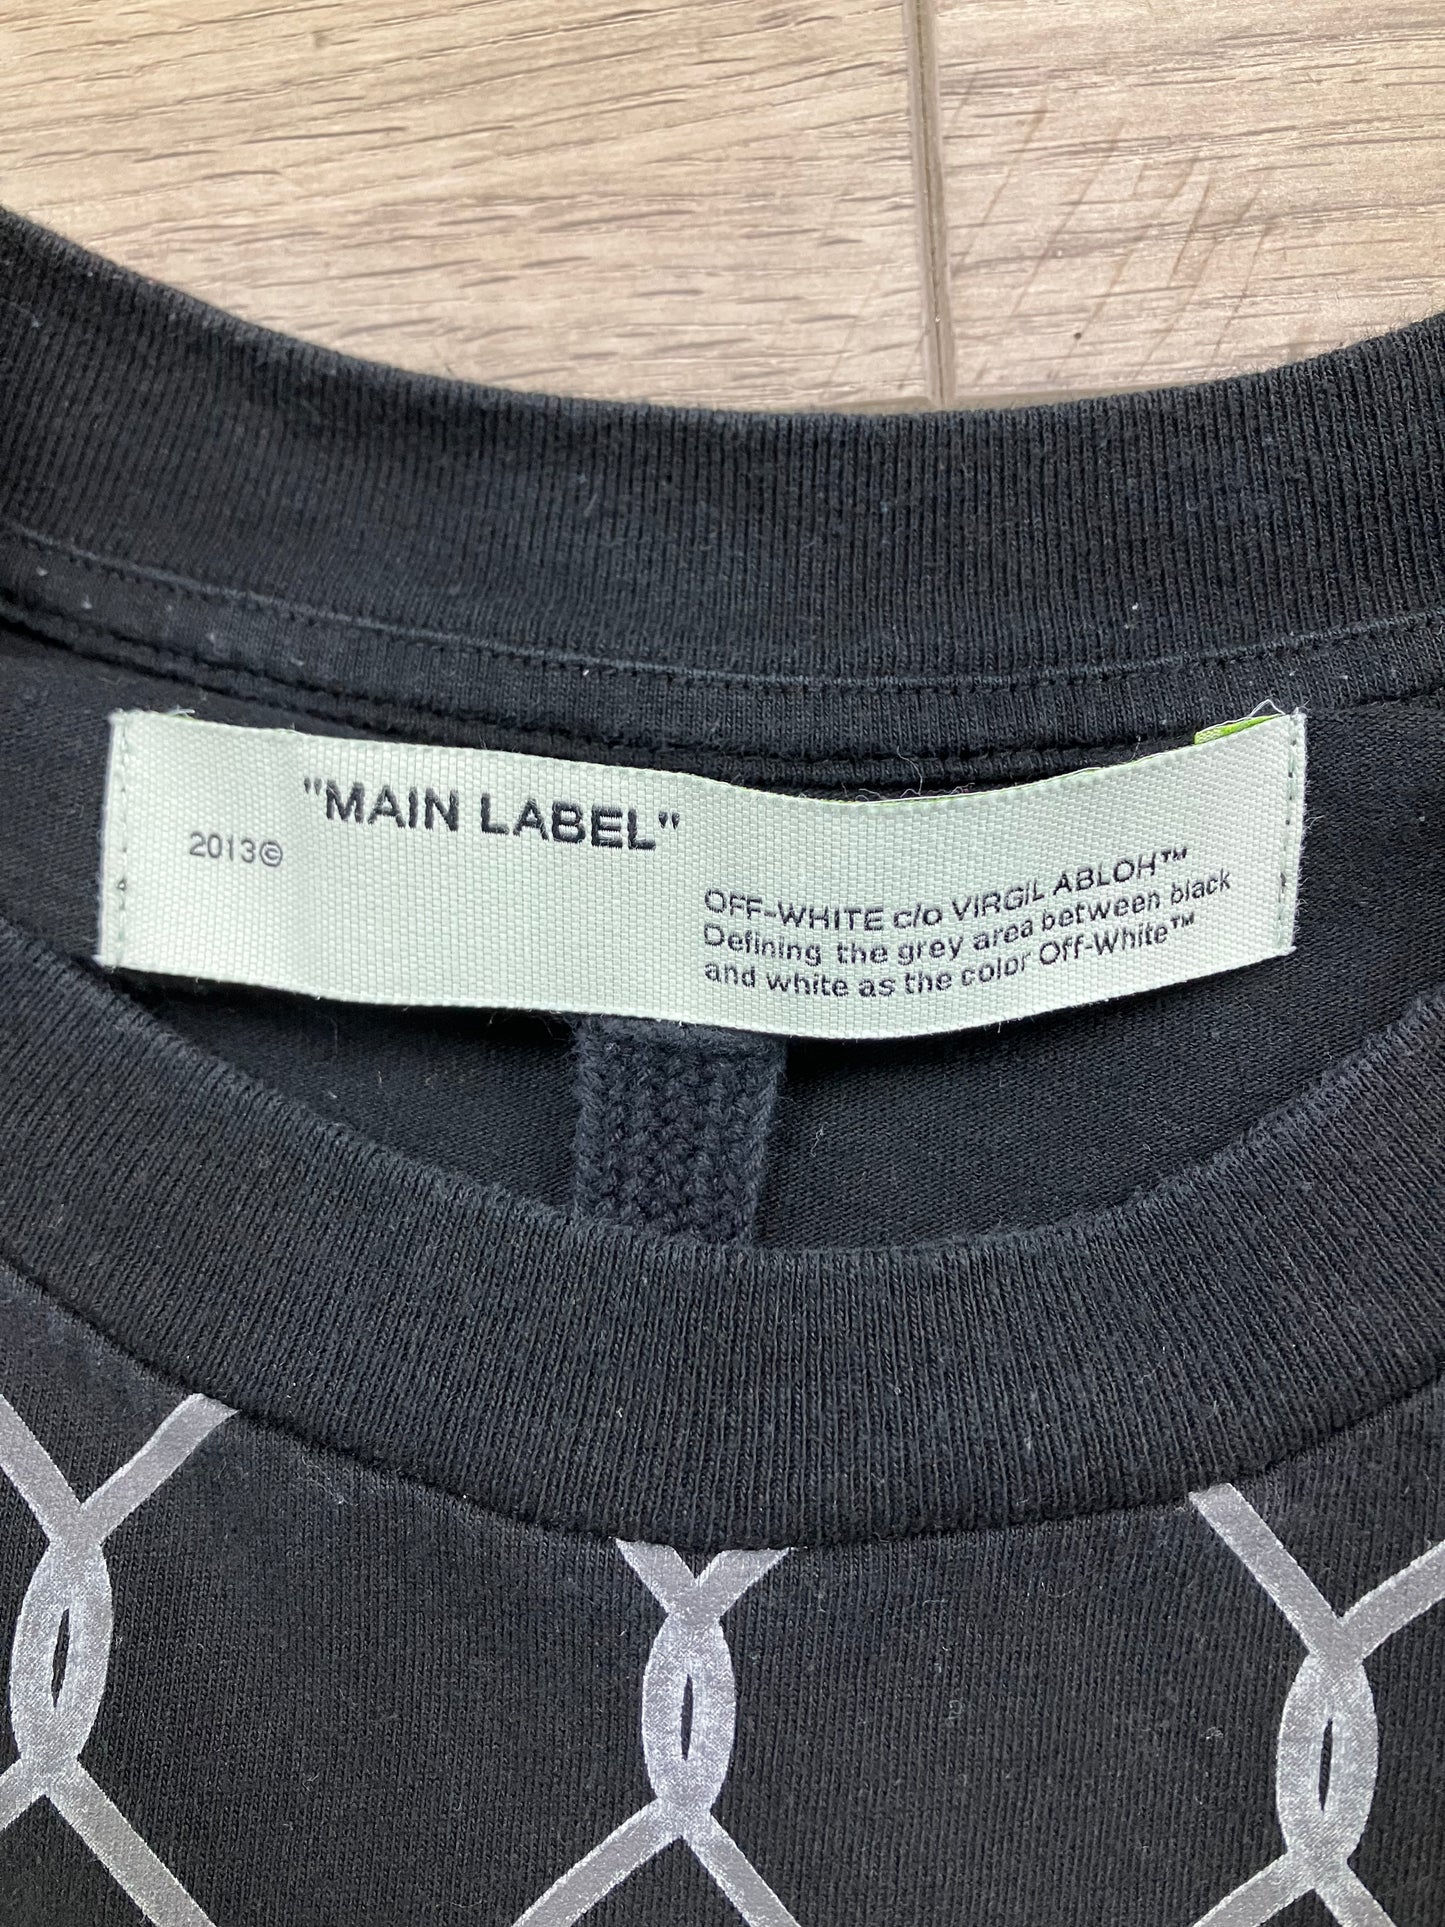 "MAIN LABEL"
2013©
OFF-WHITE c/o VIRGIL ABLOH™
Defining the grey area between black
and white as the color Off-White™